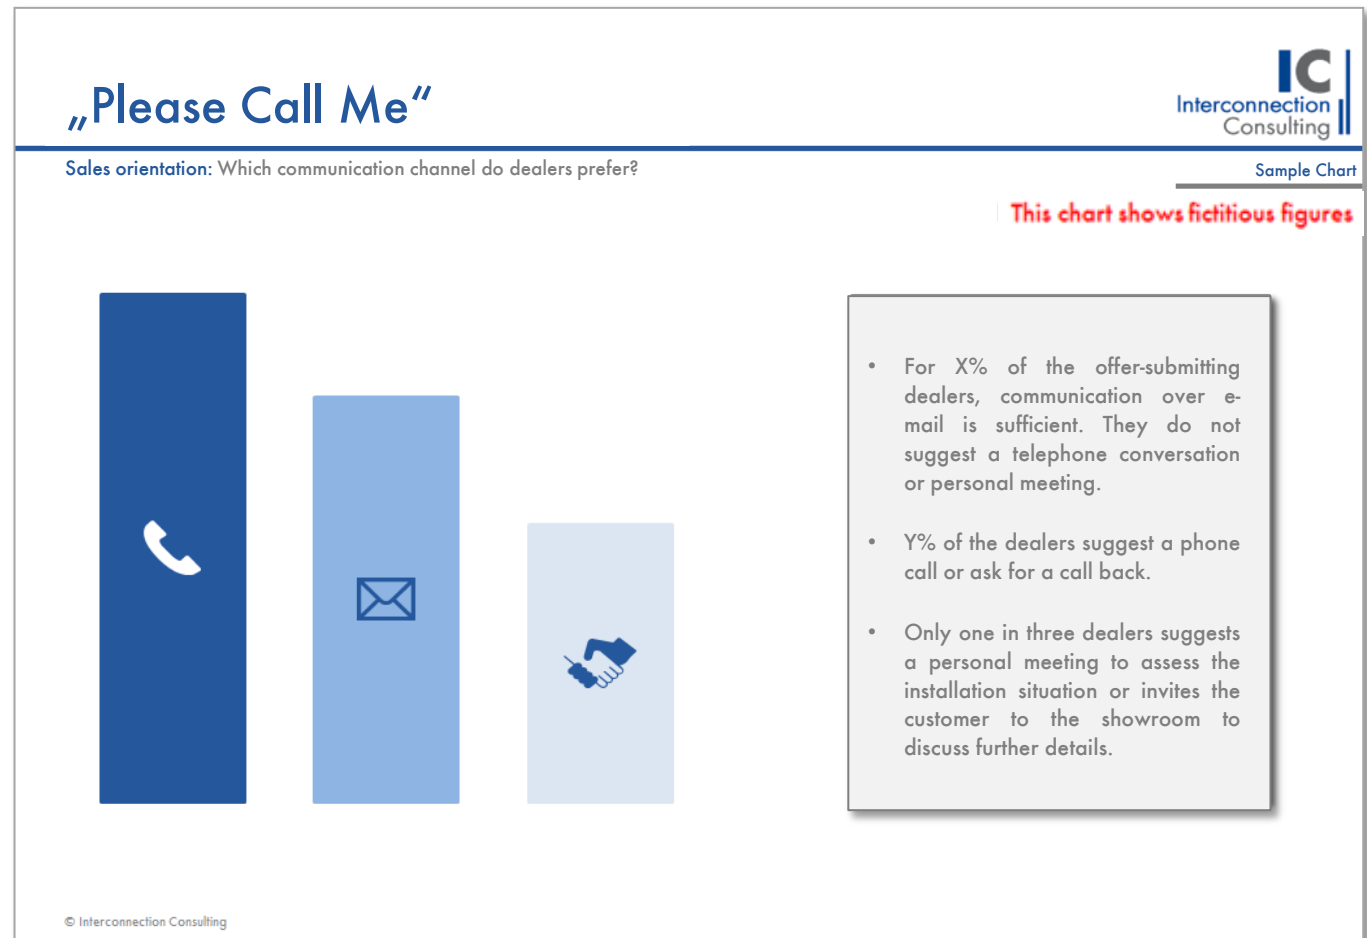 „Please Call Me“
IC
Interconnection
Consulting
Sales orientation: Which communication channel do dealers prefer?
Sample Chart
This chart shows fictitious figures
• For X% of the offer-submitting
dealers, communication over e-
mail is sufficient. They do not
suggest a telephone conversation
or personal meeting.
• Y% of the dealers suggest a phone
call or ask for a call back.
• Only one in three dealers suggests
a personal meeting to assess the
installation situation or invites the
customer to the showroom to
discuss further details.
© Interconnection Consulting